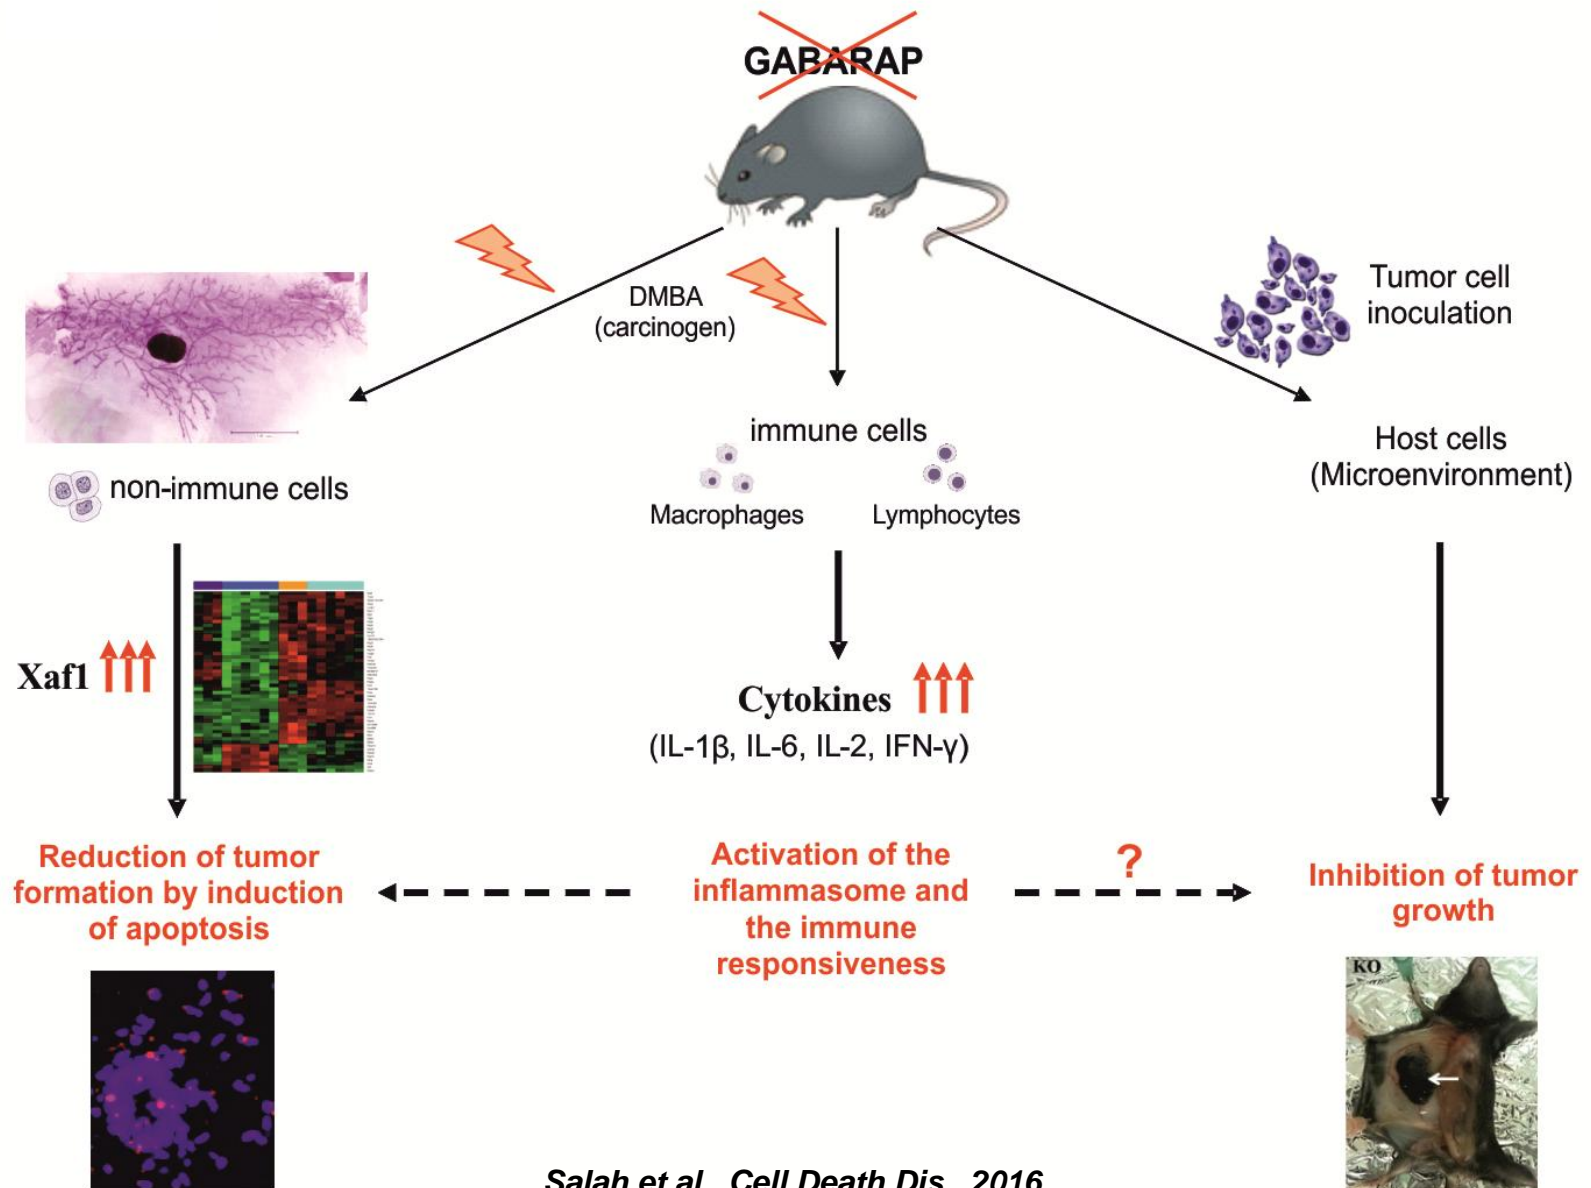 GABARAP
DMBA
(carcinogen)
Tumor cell
inoculation
immune cells
Macrophages
Lymphocytes
Host cells
(Microenvironment)
non-immune cells
Xaf1
Cytokines
(IL-1β, IL-6, IL-2, IFN-γ)
Reduction of tumor
formation by induction
of apoptosis
Activation of the
inflammasome and
the immune
responsiveness
?
Inhibition of tumor
growth
KO
Salah et al., Cell Death Dis., 2016